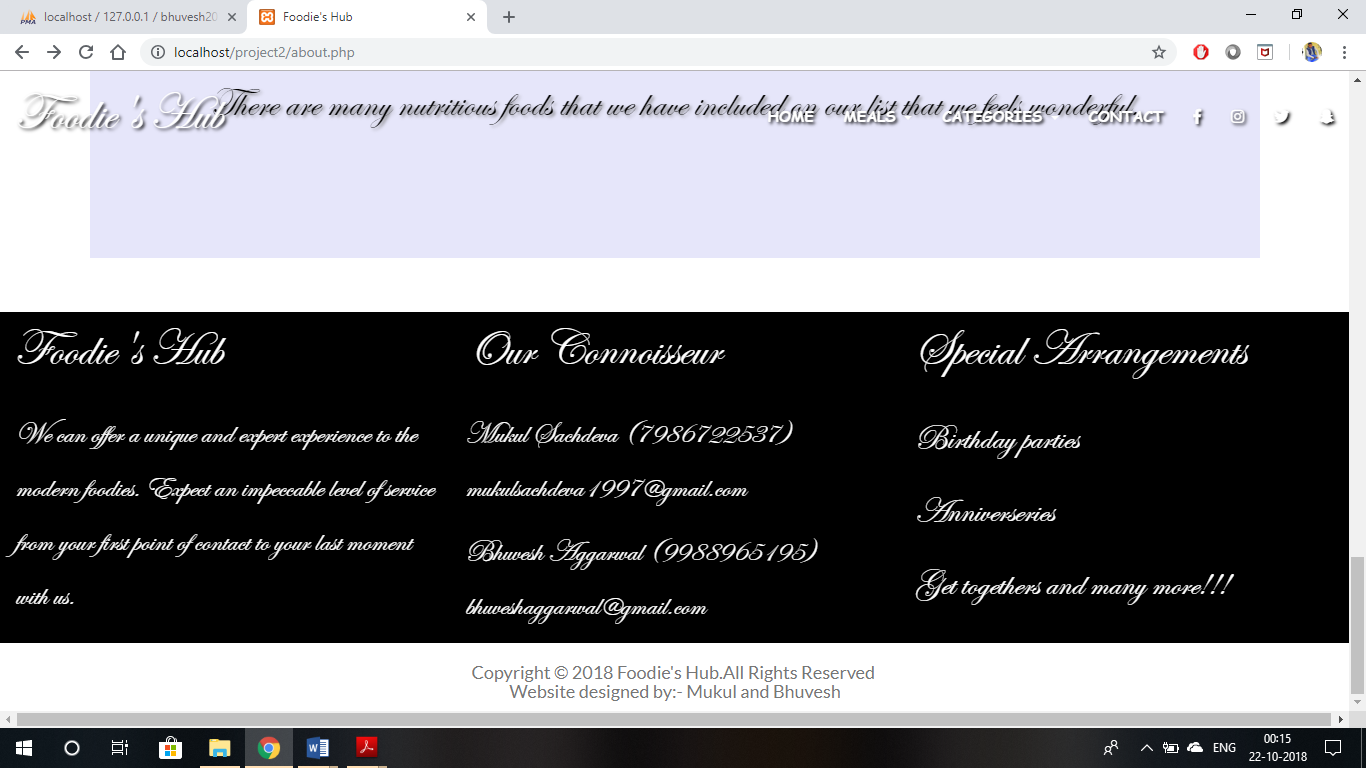 localhost / 127.0.0.1 / bhuvesh20
Foodie's Hub
localhost/project2/about.php
Foodie 's Hub
.There are many nutritious foods that we have included on our list that we feels wonderful.
HOME MEALS CATEGORIES CONTACT
Foodie 's Hub
We can offer a unique and expert experience to the
modern foodies. Expect an impeccable level of service
from your first point of contact to your last moment
with us.
Our Connoisseur
Mukul Sachdeva (7986722537)
mukulsachdeva1997@gmail.com
Bhuvesh Aggarwal (9988965195)
bhuveshaggarwal@gmail.com
Special Arrangements
Birthday parties
Anniverseries
Get togethers and many more!!!
Copyright © 2018 Foodie's Hub.All Rights Reserved
Website designed by:- Mukul and Bhuvesh
ENG
00:15
22-10-2018